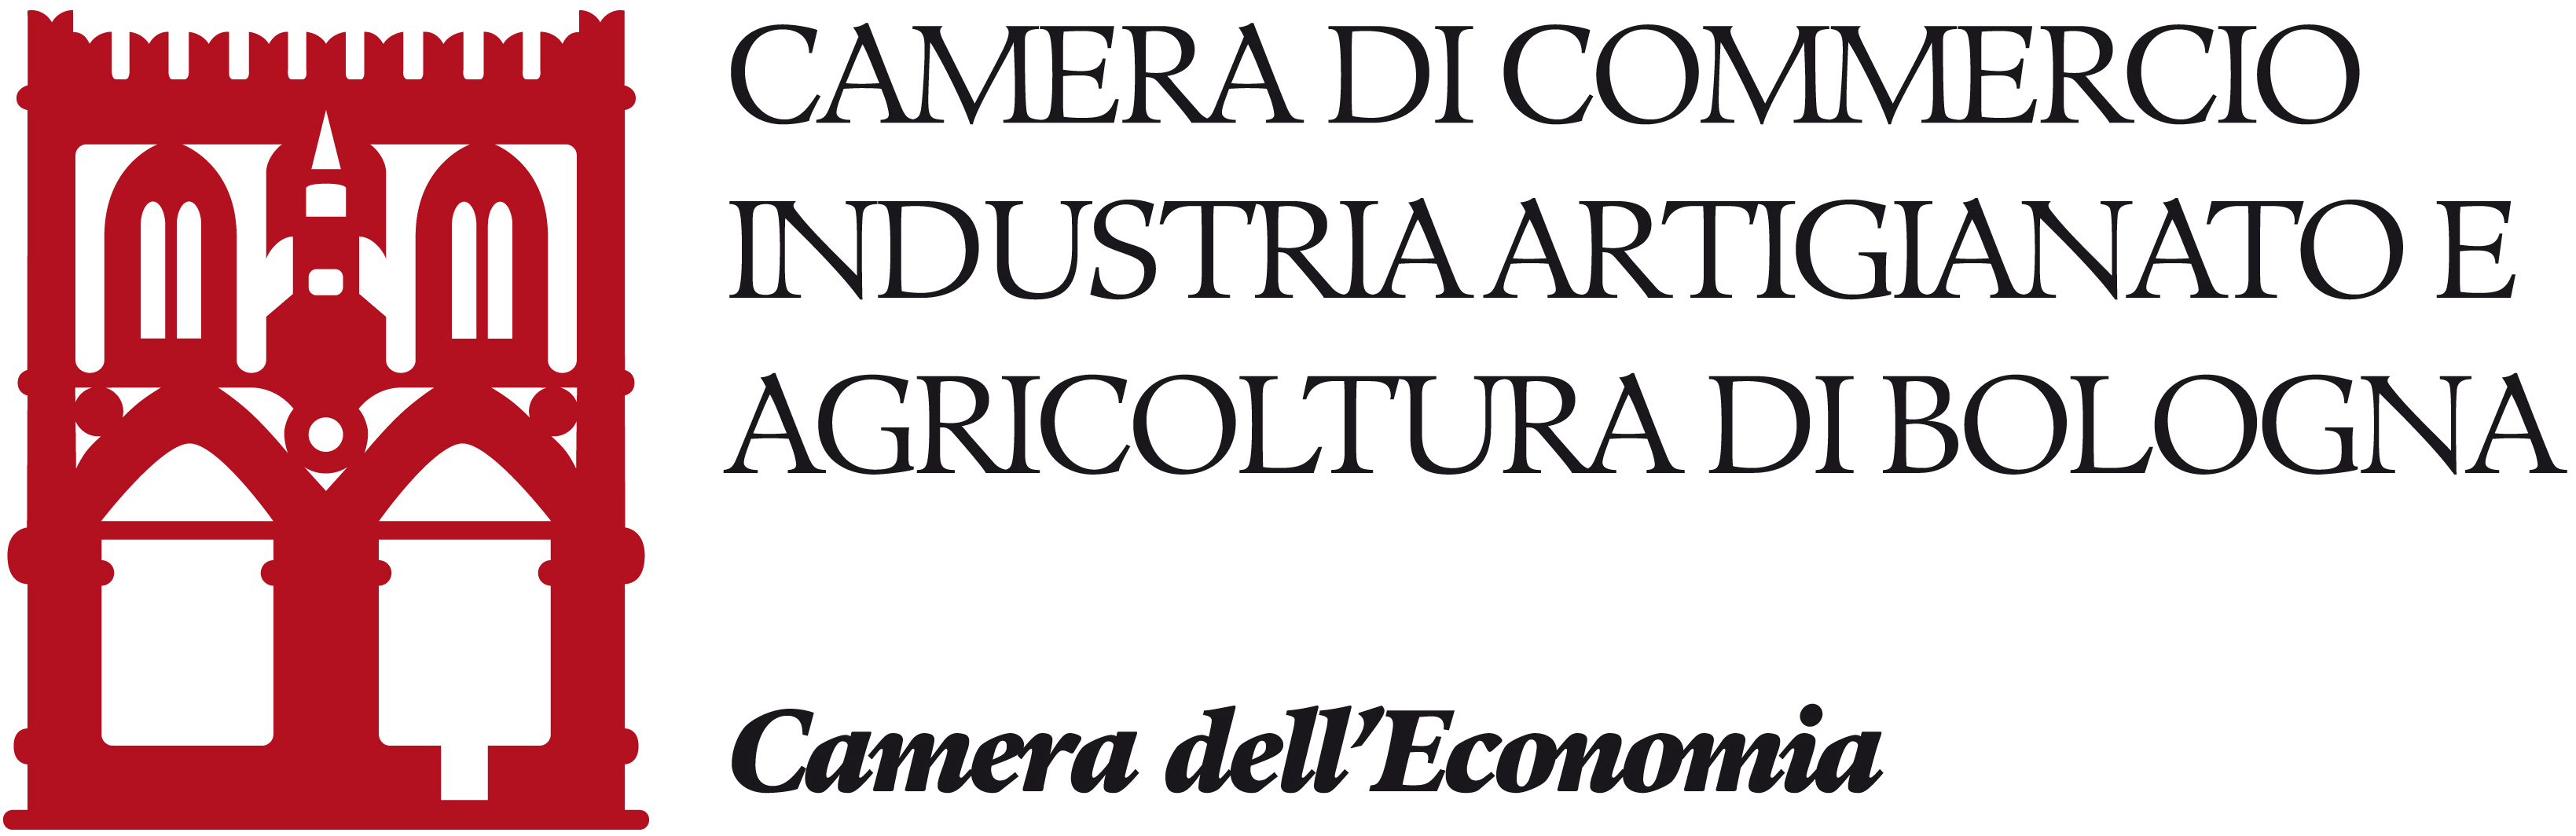 CAMERA DI COMMERCIO
INDUSTRIA ARTIGIANATO E
AGRICOLTURA DI BOLOGNA
Camera dell’Economia